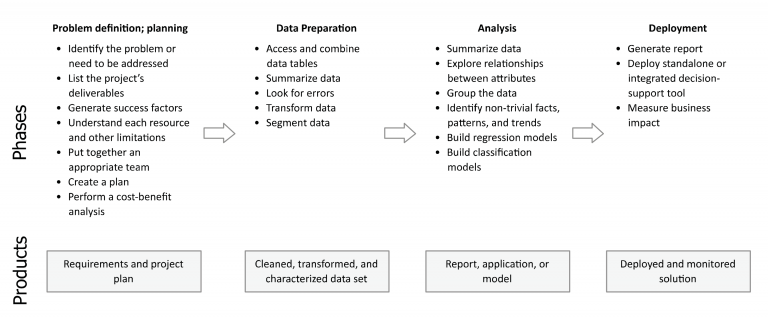 Phases
Problem definition; planning
• Identify the problem or
need to be addressed
• List the project's
deliverables
• Generate success factors
• Understand each resource
and other limitations
• Put together an
appropriate team
• Create a plan
• Perform a cost-benefit
analysis
Data Preparation
• Access and combine
data tables
• Summarize data
• Look for errors
• Transform data
• Segment data
Analysis
• Summarize data
• Explore relationships
between attributes
• Group the data
• Identify non-trivial facts,
patterns, and trends
• Build regression models
• Build classification
models
Deployment
• Generate report
• Deploy standalone or
integrated decision-
support tool
• Measure business
impact
Products
Requirements and project
plan
Cleaned, transformed, and
characterized data set
Report, application, or
model
Deployed and monitored
solution